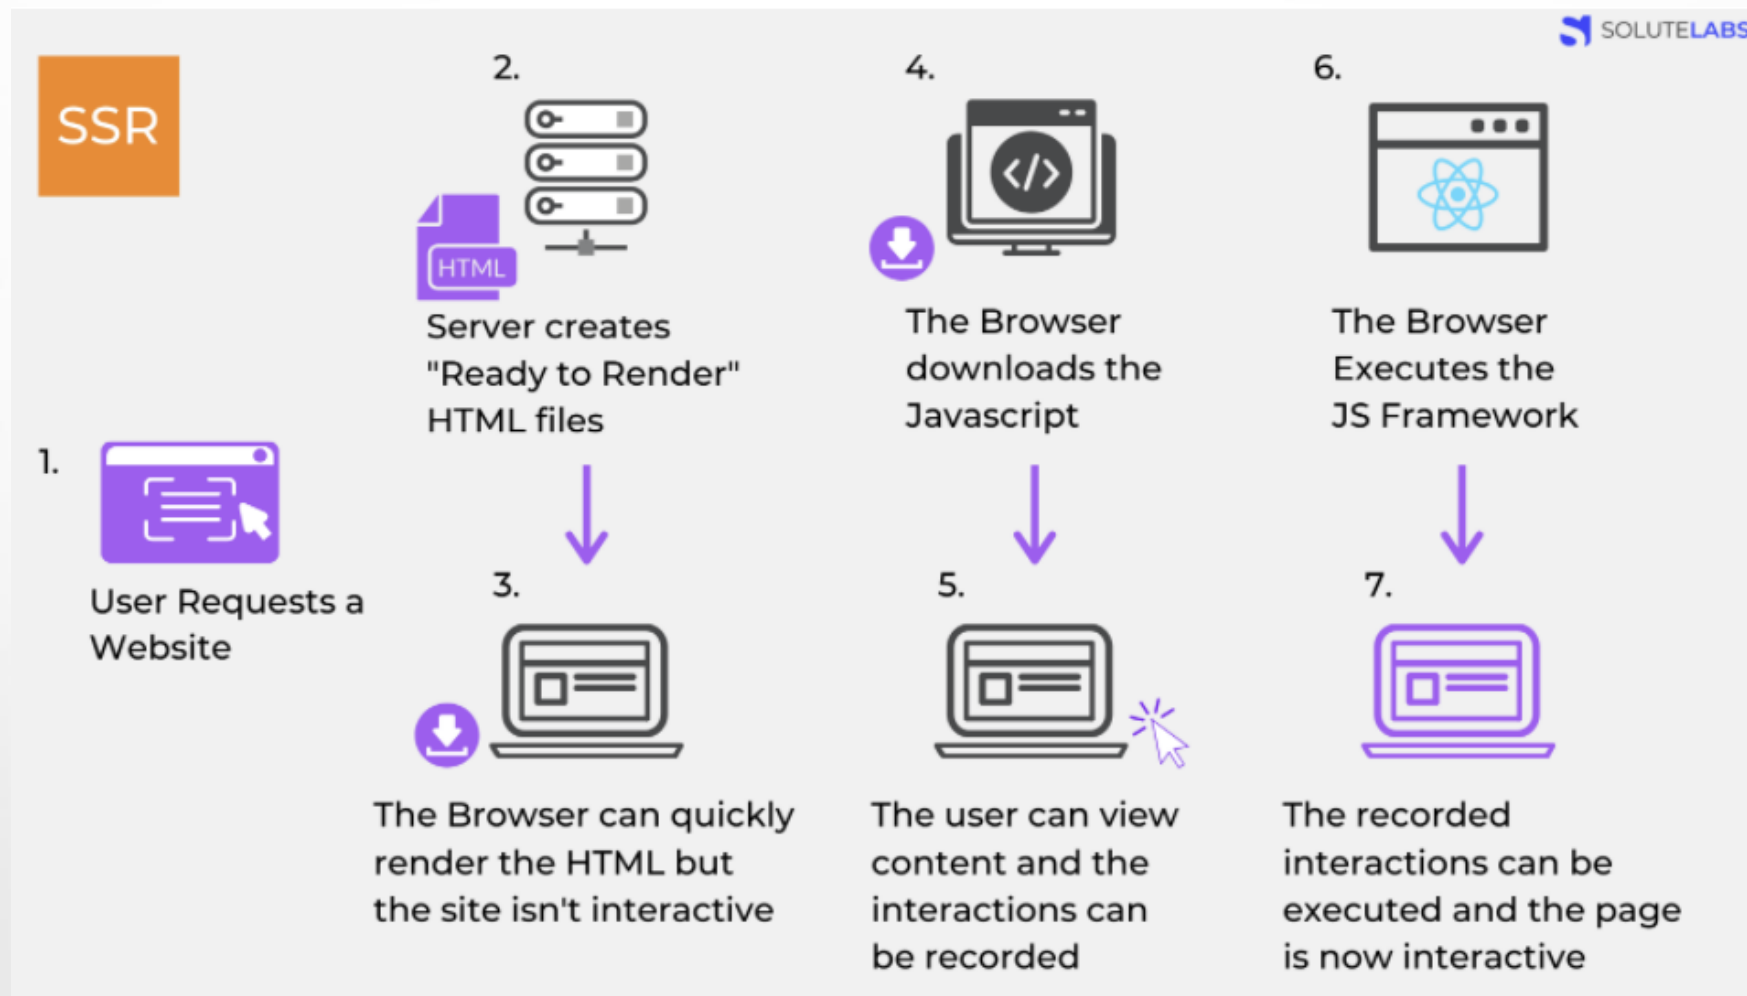 SOLUTELABS
SSR
1.
User Requests a
Website
2.
HTML
Server creates
"Ready to Render"
HTML files
3.
The Browser can quickly
render the HTML but
the site isn't interactive
4.
</>
The Browser
downloads the
Javascript
5.
The user can view
content and the
interactions can
be recorded
6.
The Browser
Executes the
JS Framework
7.
The recorded
interactions can be
executed and the page
is now interactive